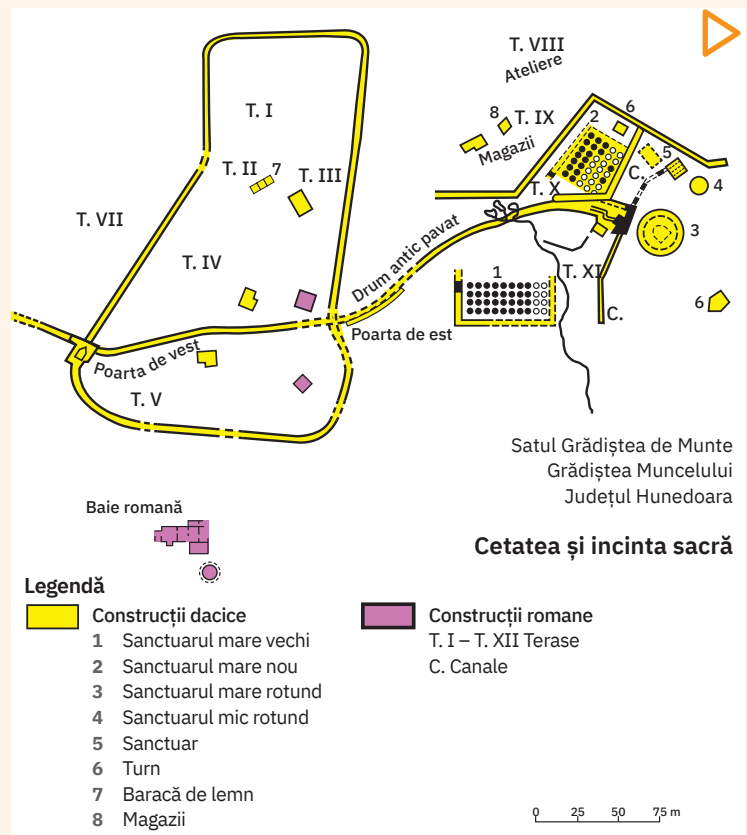 T. VIII
Ateliere
T. I
8
T. IX
2
6
Magazii
5
T. II
7
T. III
T. X
C.
4
T. VII
3
T. IV
Drum antic pavat
1
T. XI
6
C.
Poarta de est
Poarta de vest
T. V
Satul Grădiștea de Munte
Grădiștea Muncelului
Județul Hunedoara
Baie romană
Cetatea și incinta sacră
Legendă
Construcții dacice
1 Sanctuarul mare vechi
2 Sanctuarul mare nou
3 Sanctuarul mare rotund
4 Sanctuarul mic rotund
5 Sanctuar
6 Turn
7 Baracă de lemn
8 Magazii
Construcții romane
T. I – T. XII Terase
C. Canale
0 25 50 75 m